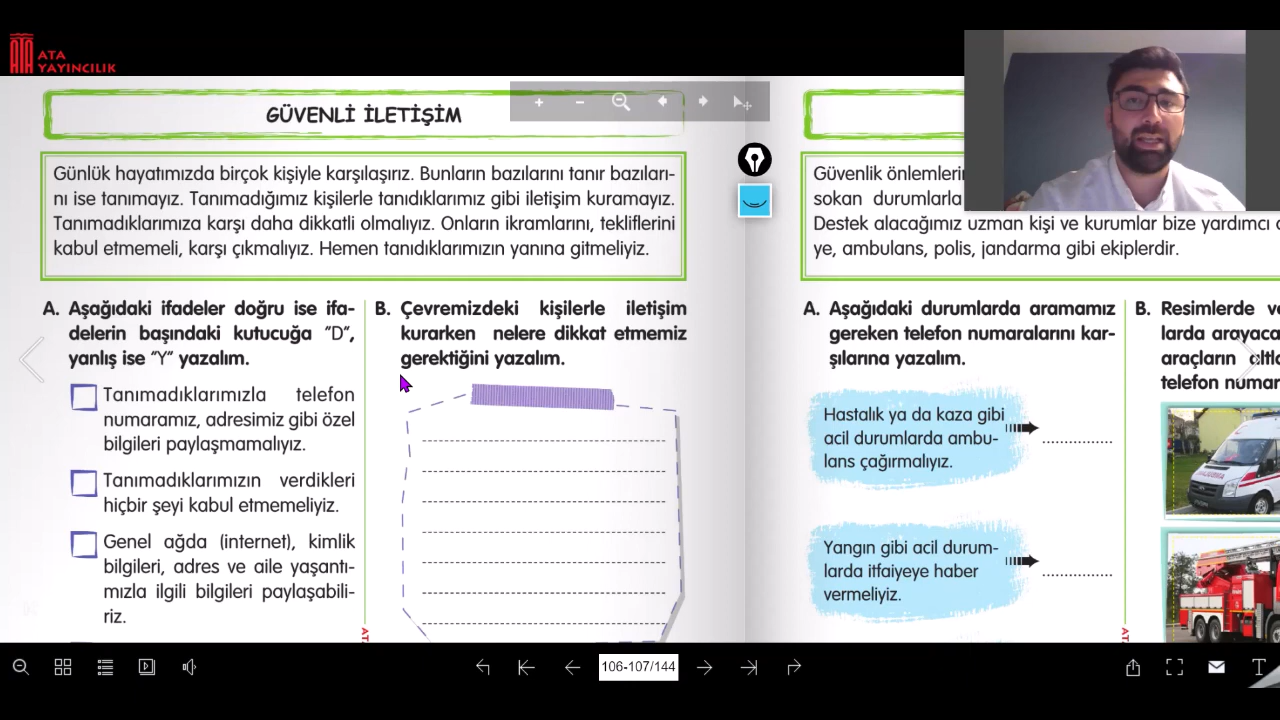 ATA
YAYINCILIK
GÜVENLİ İLETİŞİM
Günlük hayatımızda birçok kişiyle karşılaşırız. Bunların bazılarını tanır bazıları-
nı ise tanımayız. Tanımadığımız kişilerle tanıdıklarımız gibi iletişim kuramayız.
Tanımadıklarımıza karşı daha dikkatli olmalıyız. Onların ikramlarını, tekliflerini
kabul etmemeli, karşı çıkmalıyız. Hemen tanıdıklarımızın yanına gitmeliyiz.
A. Aşağıdaki ifadeler doğru ise ifa-
delerin başındaki kutucuğa "D",
yanlış ise "Y" yazalım.
Tanımadıklarımızla telefon
numaramız, adresimiz gibi özel
bilgileri paylaşmamalıyız.
Tanımadıklarımızın verdikleri
hiçbir şeyi kabul etmemeliyiz.
Genel ağda (internet), kimlik
bilgileri, adres ve aile yaşantı-
mızla ilgili bilgileri paylaşabili-
riz.
B. Çevremizdeki kişilerle iletişim
kurarken nelere dikkat etmemiz
gerektiğini yazalım.
Güvenlik önlemlerin
sokan durumlarla
Destek alacağımız uzman kişi ve kurumlar bize yardımcı
ye, ambulans, polis, jandarma gibi ekiplerdir.
A. Aşağıdaki durumlarda aramamız
gereken telefon numaralarını kar-
şılarına yazalım.
Hastalık ya da kaza gibi
acil durumlarda ambu-
lans çağırmalıyız.
Yangın gibi acil durum-
larda itfaiyeye haber
vermeliyiz.
B. Resimlerde ve
larda arayaca
araçların altla
telefon numar
106-107/144